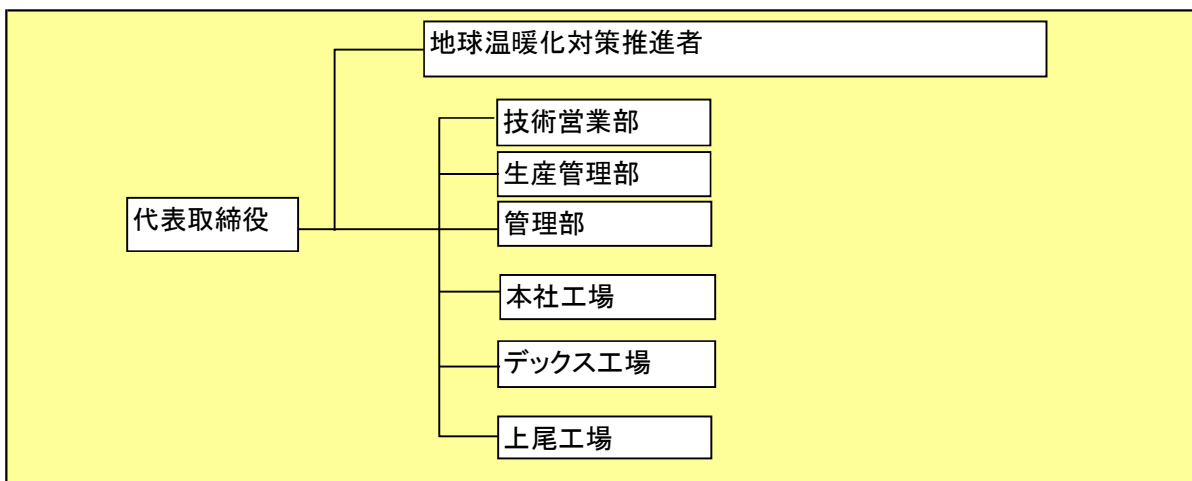 地球温暖化対策推進者
技術営業部
生産管理部
代表取締役
管理部
本社工場
デックス工場
上尾工場